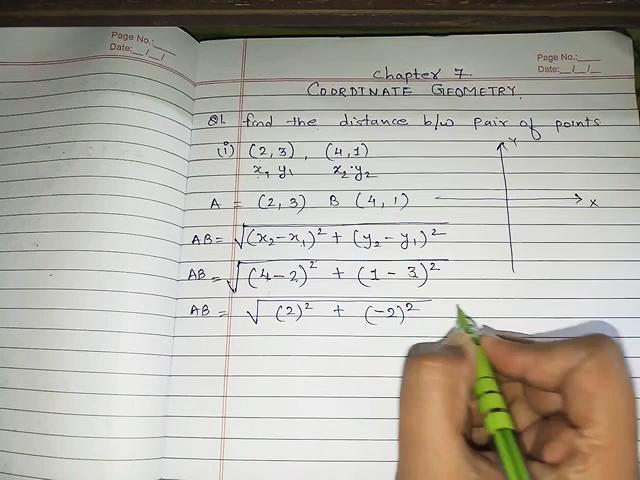 Page No.:
Date: / /
Page No.:
Date: / /
Chapter 7.
COORDINATE GEOMETRY.
Q1. find the distance b/w pair of points
(i) (2,3), (4,1)
x₁ y₁ x₂ y₂
Y
A = (2,3) B (4,1)
X
AB = √(x₂-x₁)² + (y₂-y₁)²
AB = √(4-2)² + (1-3)²
AB = √(2)² + (-2)²